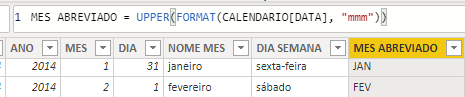 1 MES ABREVIADO = UPPER(FORMAT(CALENDARIO[DATA], "mmm"))
ANO MES DIA NOME MES DIA SEMANA MES ABREVIADO
2014 1 31 janeiro sexta-feira JAN
2014 2 1 fevereiro sábado FEV